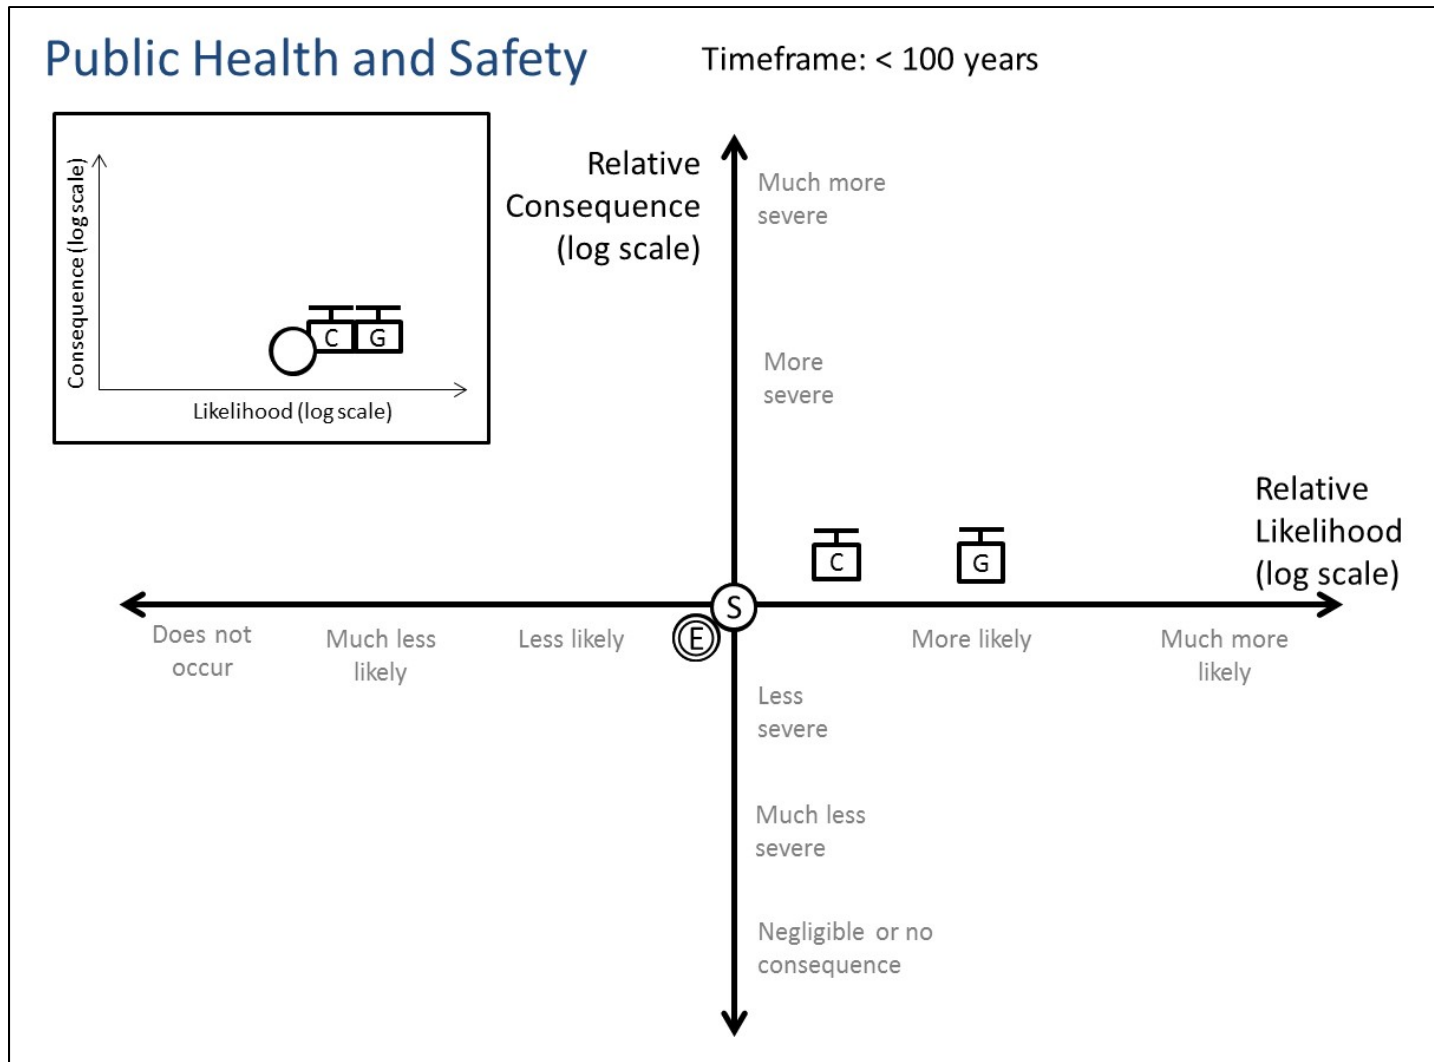 Public Health and Safety
Timeframe: < 100 years
Consequence (log scale)
C
G
Likelihood (log scale)
Relative
Consequence
(log scale)
Much more
severe
More
severe
Relative
Likelihood
(log scale)
C
G
S
E
Does not
occur
Much less
likely
Less likely
More likely
Much more
likely
Less
severe
Much less
severe
Negligible or no
consequence